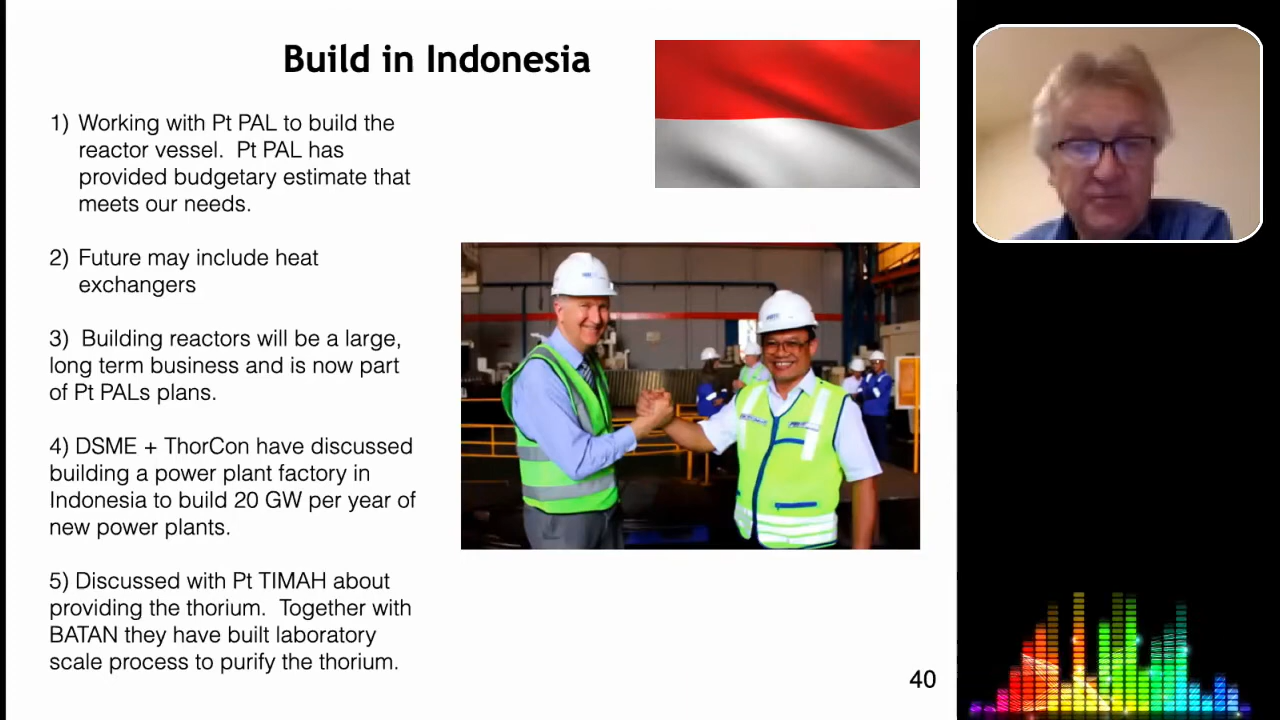 Build in Indonesia
1) Working with Pt PAL to build the
reactor vessel. Pt PAL has
provided budgetary estimate that
meets our needs.
2) Future may include heat
exchangers
3) Building reactors will be a large,
long term business and is now part
of Pt PALs plans.
4) DSME + ThorCon have discussed
building a power plant factory in
Indonesia to build 20 GW per year of
new power plants.
5) Discussed with Pt TIMAH about
providing the thorium. Together with
BATAN they have built laboratory
scale process to purify the thorium.
40